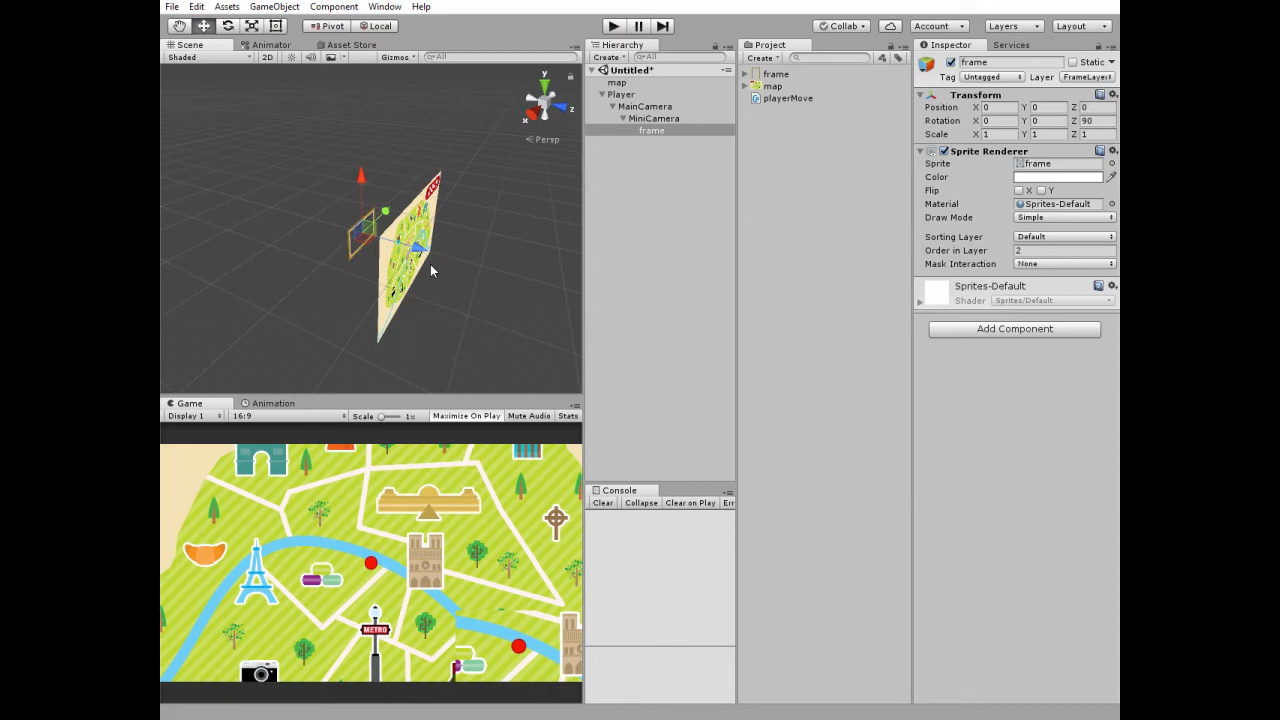 File Edit Assets GameObject Component Window Help
Pivot Local Collab Account Layers Layout
Scene Animator Asset Store
Shaded 2D Gizmos All
y
x z
Persp
Game Animation
Display 1 16:9 Scale 1x Maximize On Play Mute Audio Stats
METRO
Hierarchy
Create All
Untitled*
map
Player
MainCamera
MiniCamera
frame
Console
Clear Collapse Clear on Play Err
Project
Create
frame
map
playerMove
Inspector Services
frame Static
Tag Untagged Layer FrameLayer
Transform
Position X 0 Y 0 Z 0
Rotation X 0 Y 0 Z 90
Scale X 1 Y 1 Z 1
Sprite Renderer
Sprite frame
Color
Flip X Y
Material Sprites-Default
Draw Mode Simple
Sorting Layer Default
Order in Layer 2
Mask Interaction None
Sprites-Default
Shader Sprites/Default
Add Component